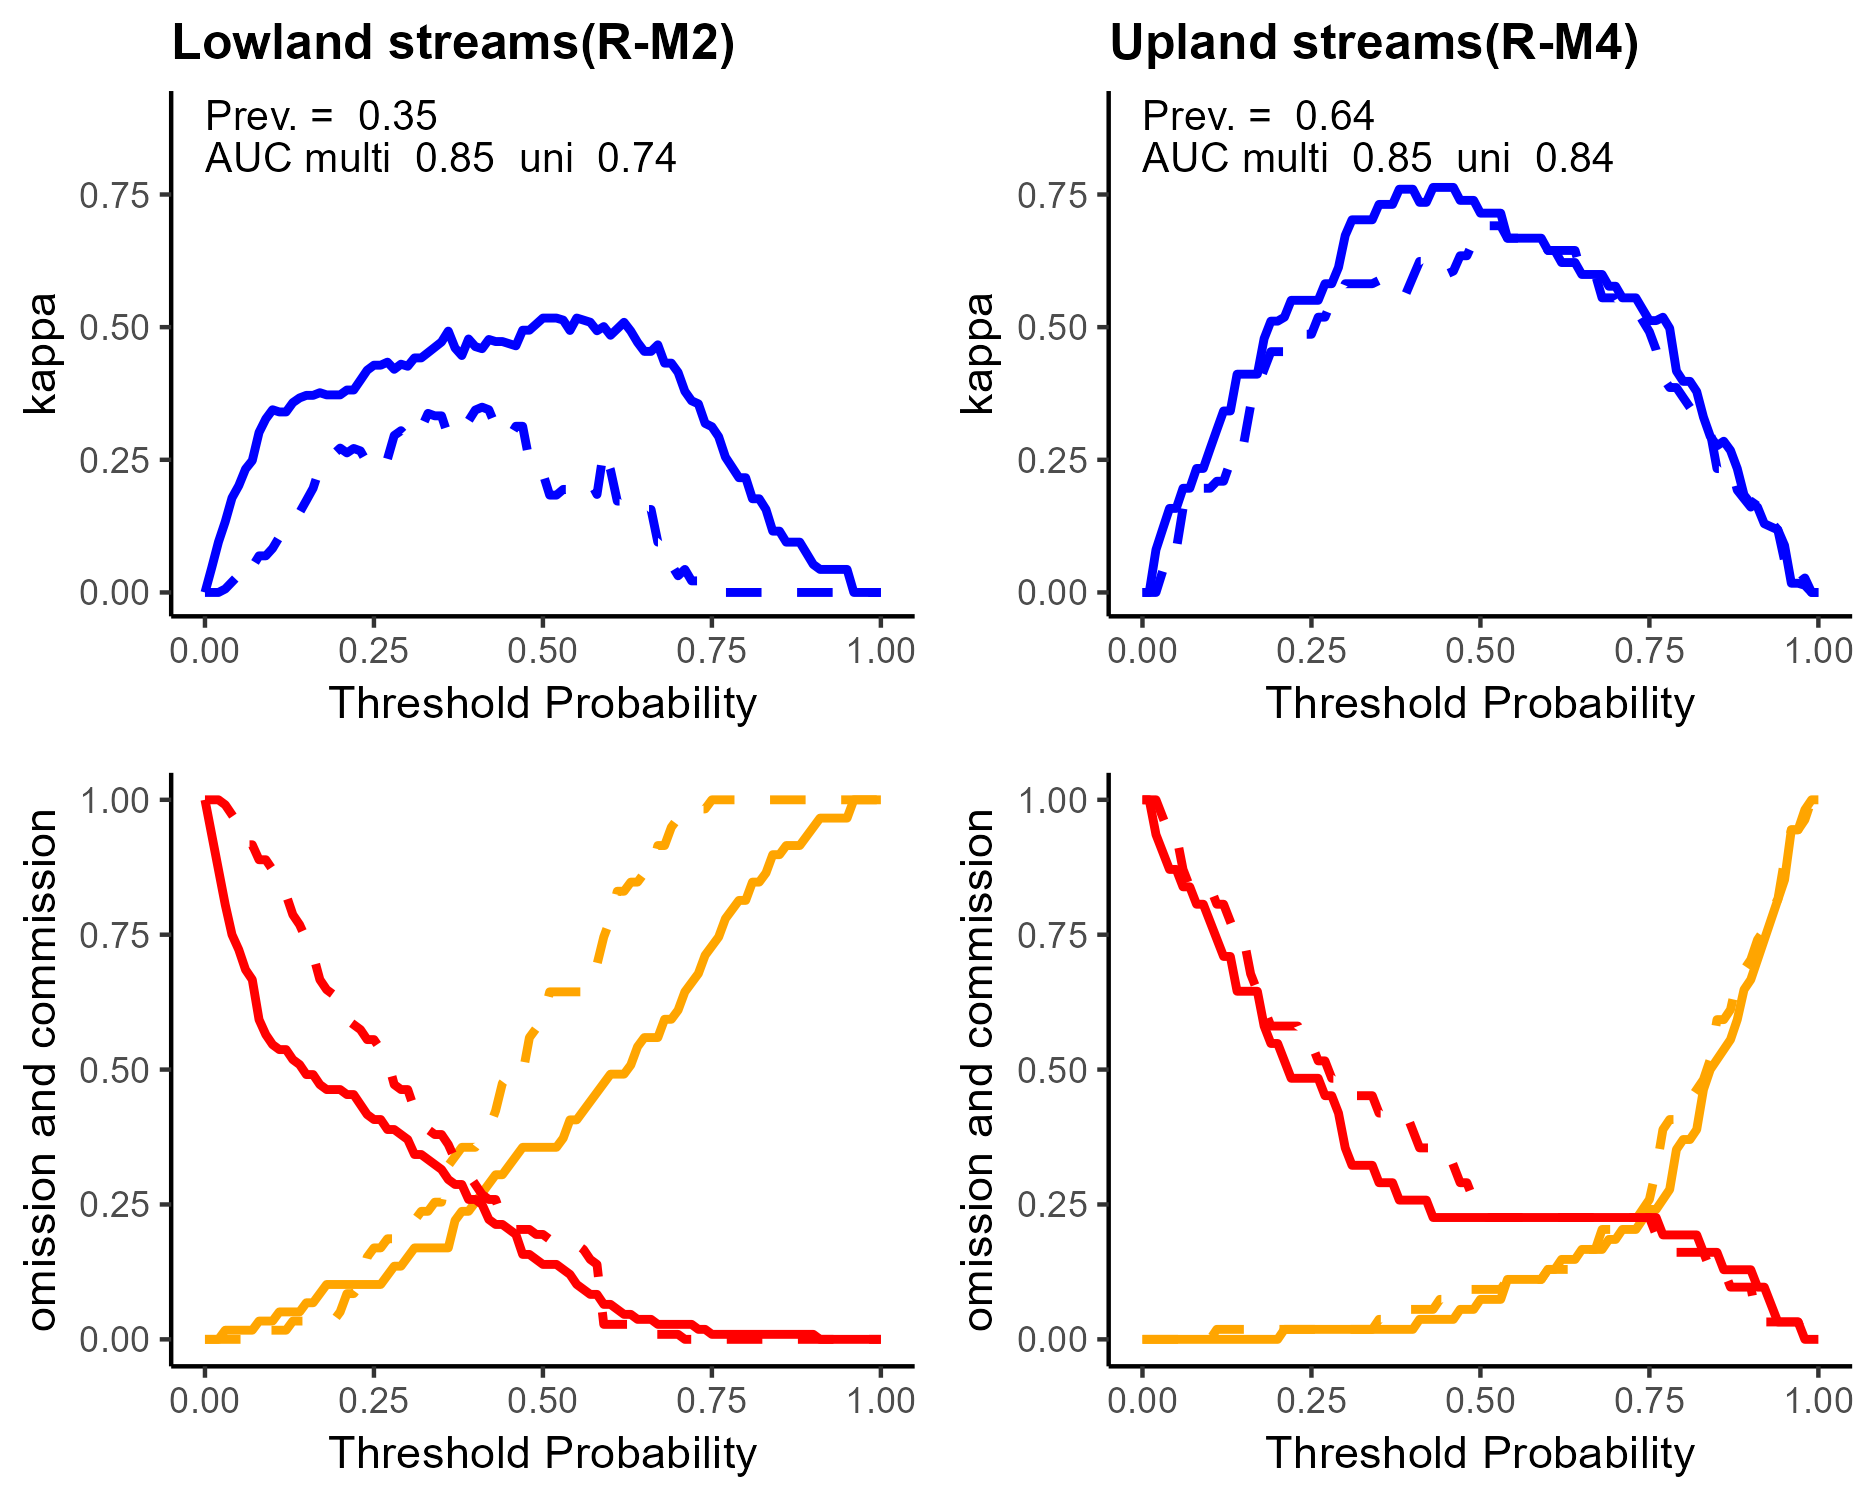 Lowland streams(R-M2)
Prev. = 0.35
AUC multi 0.85 uni 0.74
0.75
0.50
0.25
0.00
kappa
0.00 0.25 0.50 0.75 1.00
Threshold Probability
Upland streams(R-M4)
Prev. = 0.64
AUC multi 0.85 uni 0.84
0.75
0.50
0.25
0.00
kappa
0.00 0.25 0.50 0.75 1.00
Threshold Probability
1.00
0.75
0.50
0.25
0.00
omission and commission
0.00 0.25 0.50 0.75 1.00
Threshold Probability
1.00
0.75
0.50
0.25
0.00
omission and commission
0.00 0.25 0.50 0.75 1.00
Threshold Probability